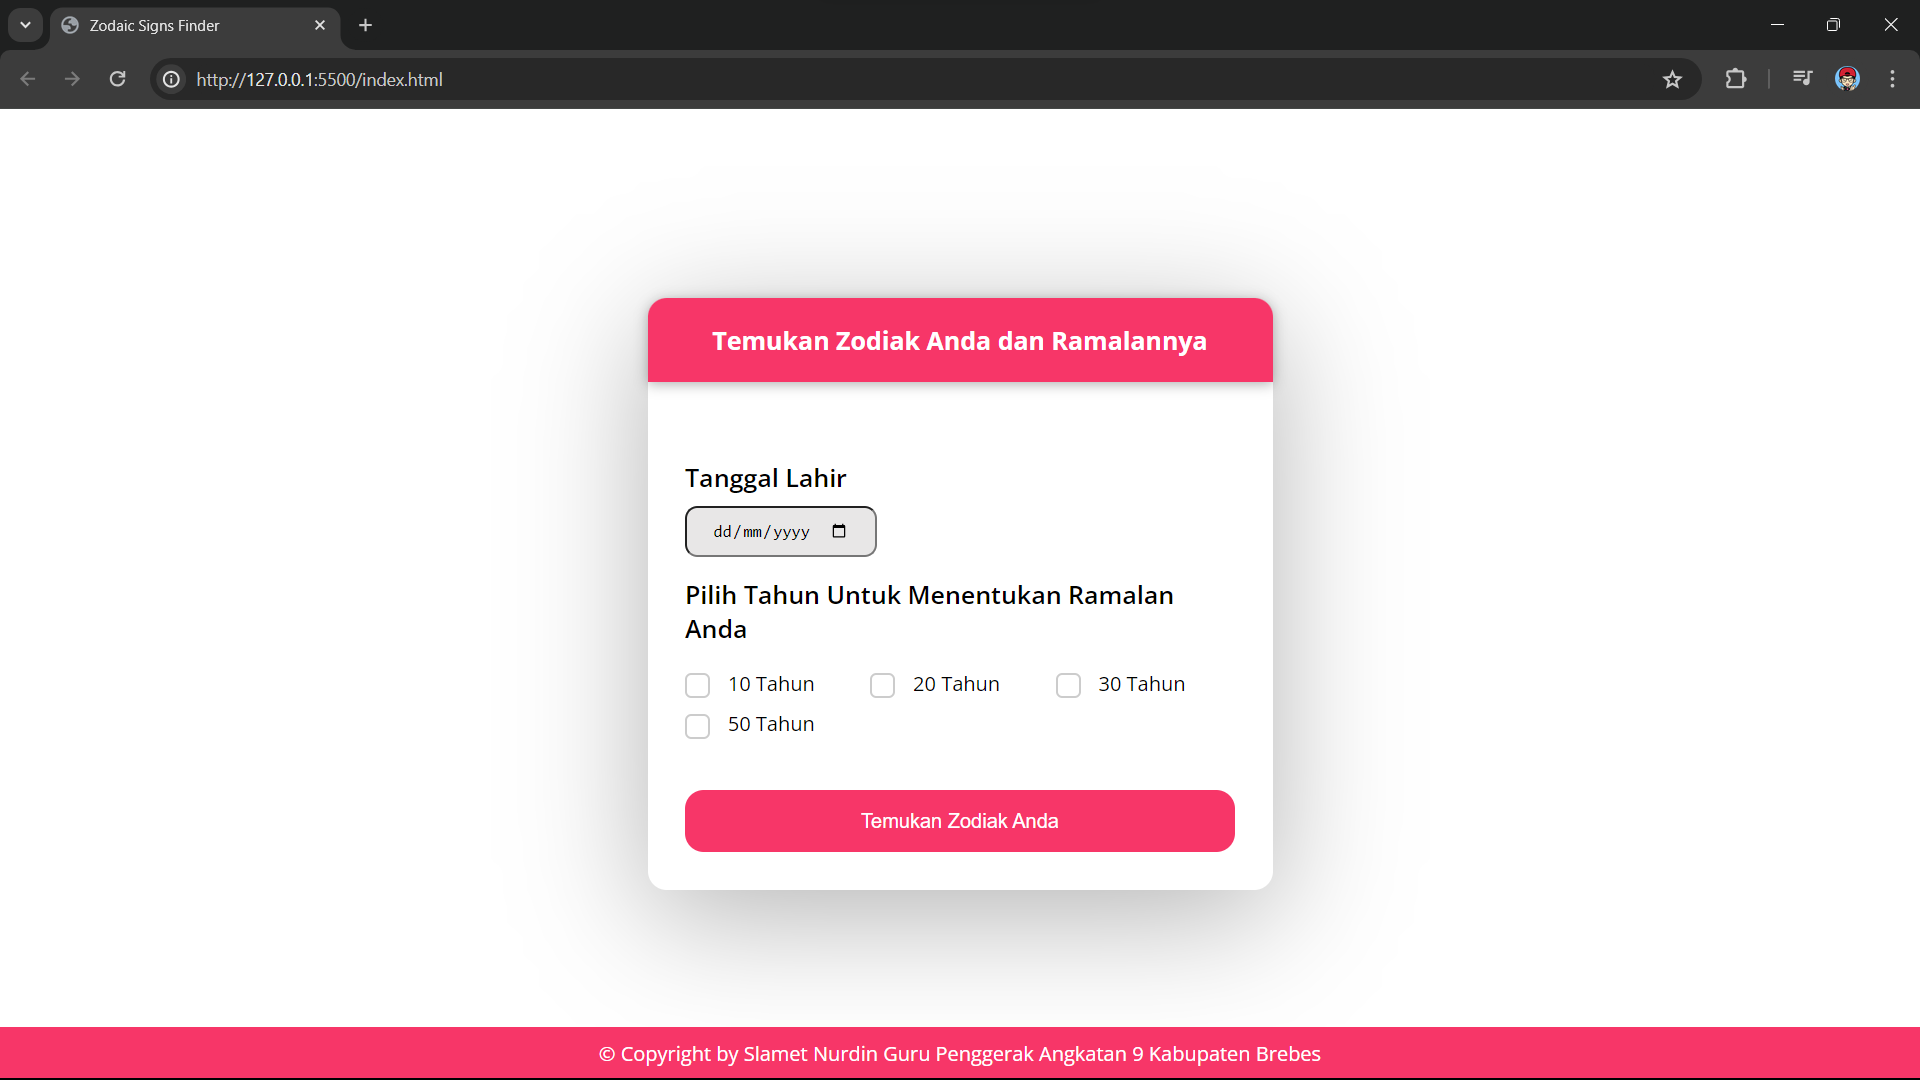 Zodaic Signs Finder
http://127.0.0.1:5500/index.html
Temukan Zodiak Anda dan Ramalannya
Tanggal Lahir
dd/mm/yyyy
Pilih Tahun Untuk Menentukan Ramalan
Anda
10 Tahun 20 Tahun 30 Tahun
50 Tahun
Temukan Zodiak Anda
© Copyright by Slamet Nurdin Guru Penggerak Angkatan 9 Kabupaten Brebes